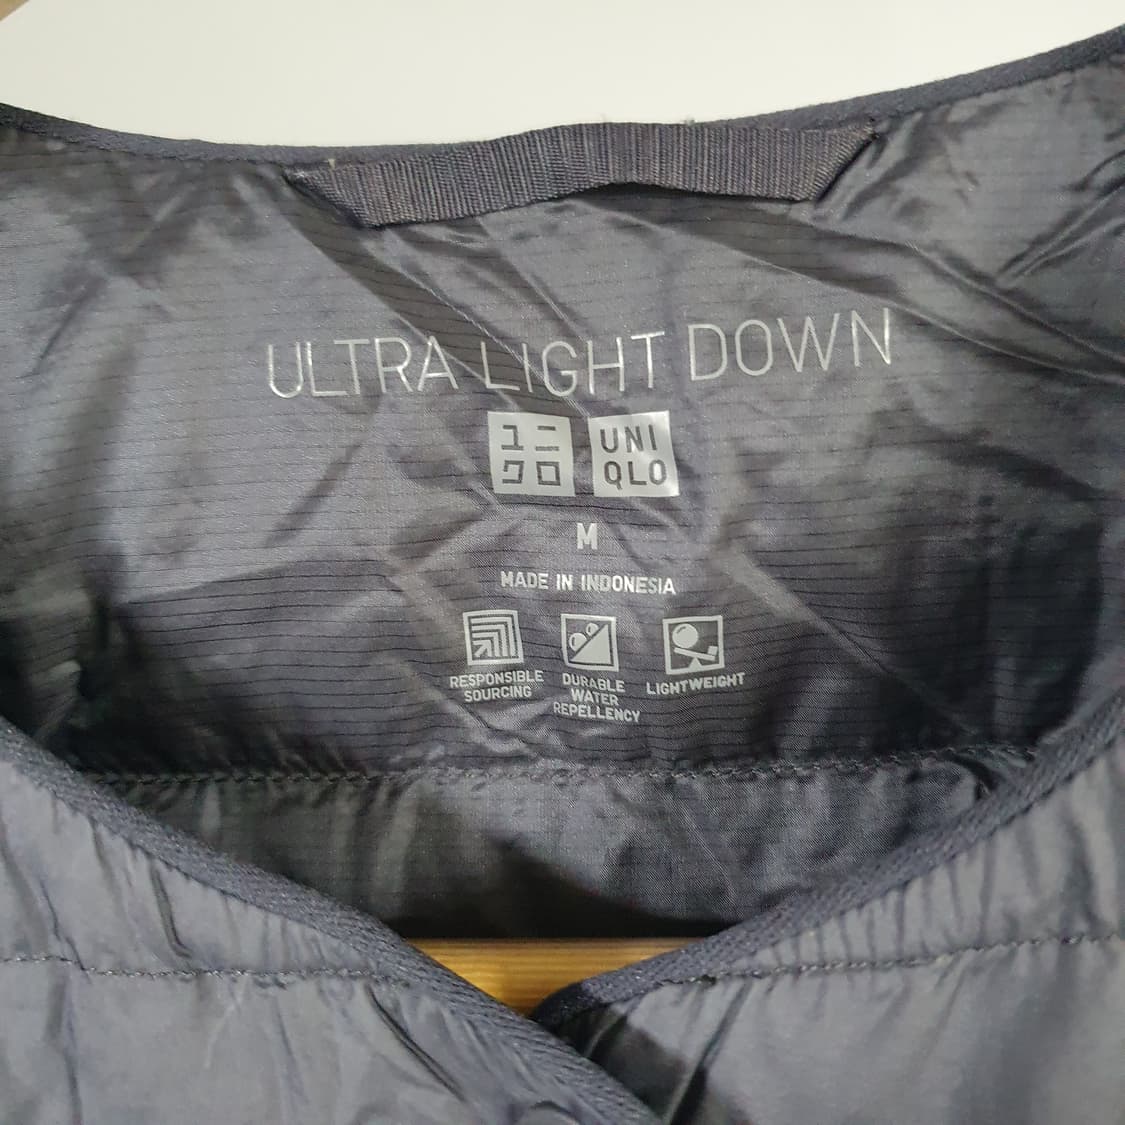 ULTRA LIGHT DOWN
ユニ UNI
クロ QLO
M
MADE IN INDONESIA
RESPONSIBLE
SOURCING
DURABLE
WATER
REPELLENCY
LIGHTWEIGHT